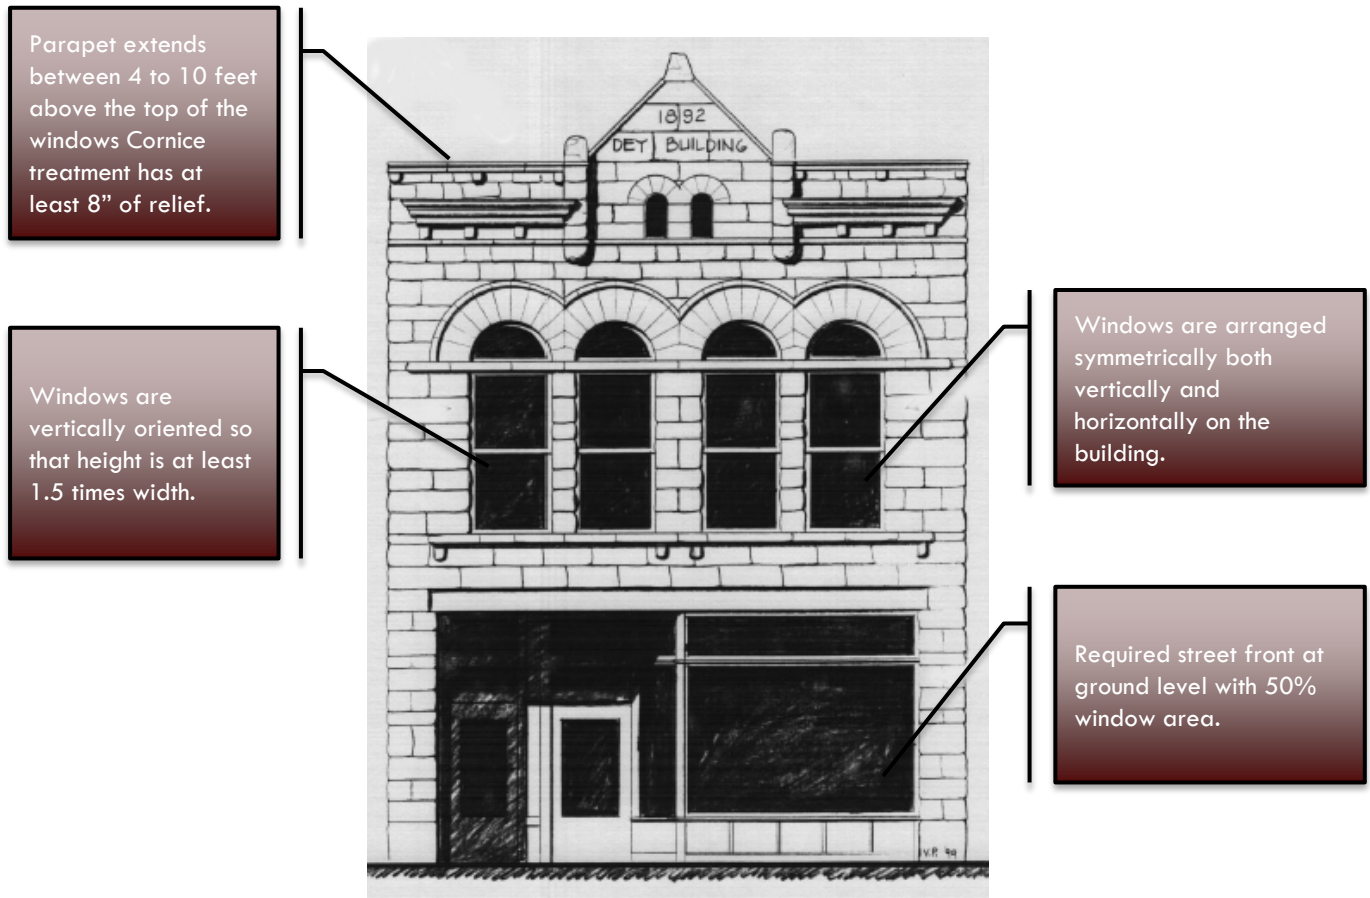 Parapet extends
between 4 to 10 feet
above the top of the
windows Cornice
treatment has at
least 8” of relief.
1892
DEY BUILDING
Windows are
vertically oriented so
that height is at least
1.5 times width.
Windows are arranged
symmetrically both
vertically and
horizontally on the
building.
Required street front at
ground level with 50%
window area.